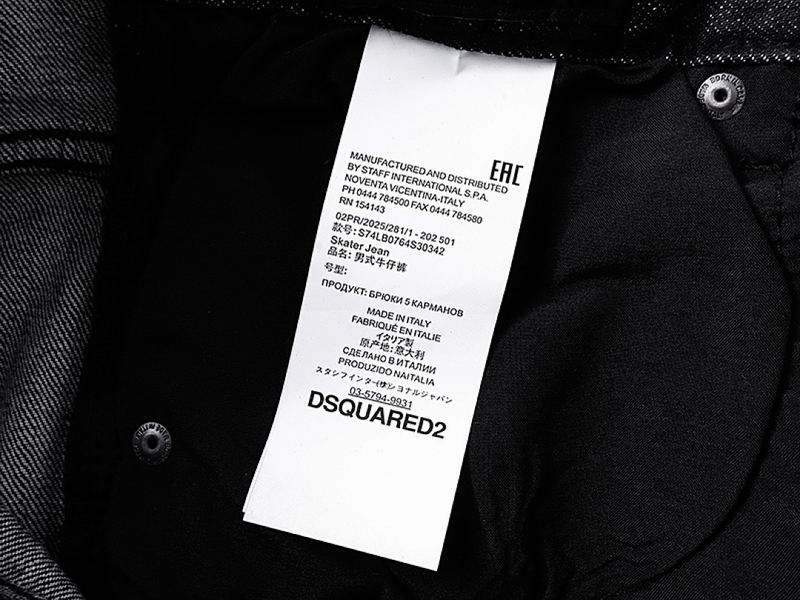 EAC
MANUFACTURED AND DISTRIBUTED
BY STAFF INTERNATIONAL S.P.A.
NOVENTA VICENTINA-ITALY
PH 0444 784500 FAX 0444 784580
RN 154143
02PR/2025/281/1 - 202 501
款号: S74LB0764S30342
Skater Jean
品名: 男式牛仔裤
号型:
ПРОДУКТ: БРЮКИ 5 КАРМАНОВ
MADE IN ITALY
FABRIQUÉ EN ITALIE
イタリア製
原产地: 意大利
СДЕЛАНО В ИТАЛИИ
PRODUZIDO NAITALIA
スタッフインターナショナルジャパン
03-5794-9931
DSQUARED2